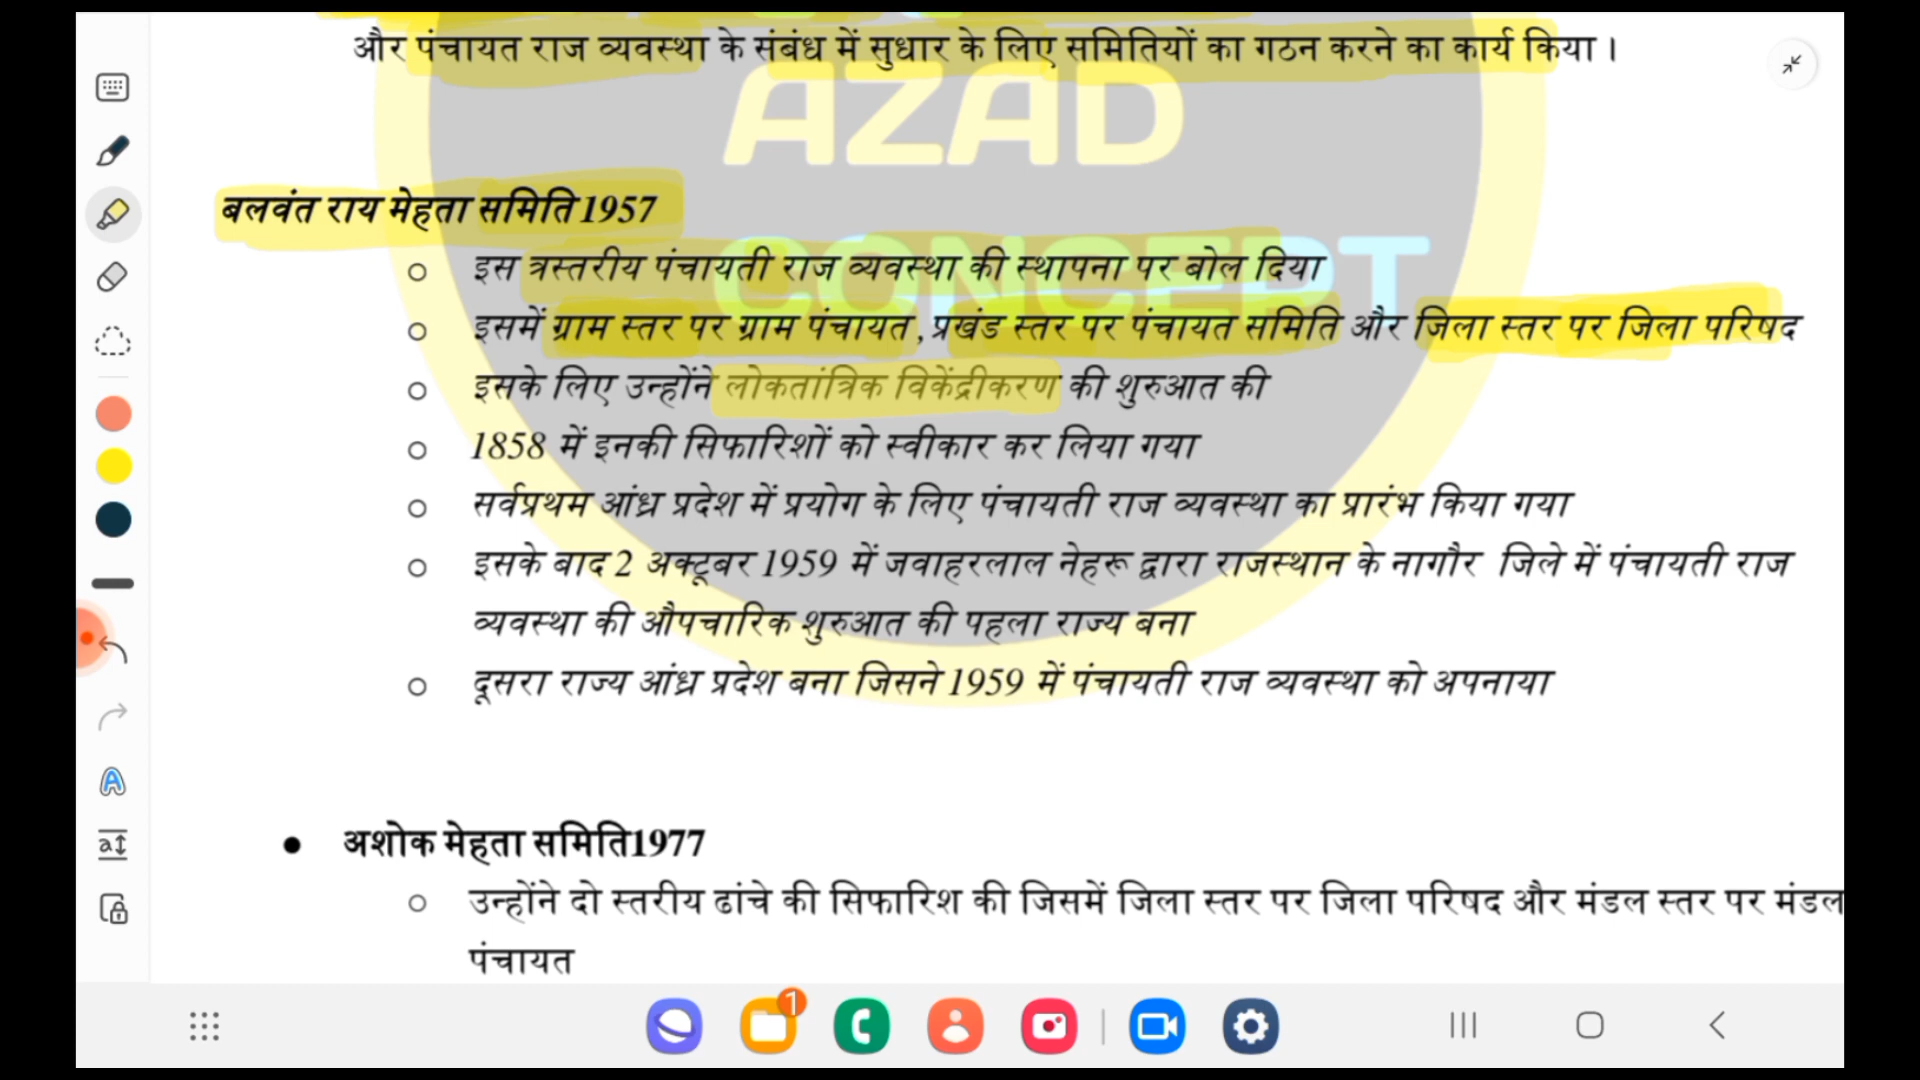 और पंचायत राज व्यवस्था के संबंध में सुधार के लिए समितियों का गठन करने का कार्य किया ।
AZAD
CONCEPT
बलवंत राय मेहता समिति1957
इस त्रस्तरीय पंचायती राज व्यवस्था की स्थापना पर बोल दिया
इसमें ग्राम स्तर पर ग्राम पंचायत ,प्रखंड स्तर पर पंचायत समिति और जिला स्तर पर जिला परिषद
इसके लिए उन्होंने लोकतांत्रिक विकेंद्रीकरण की शुरुआत की
1858 में इनकी सिफारिशों को स्वीकार कर लिया गया
सर्वप्रथम आंध्र प्रदेश में प्रयोग के लिए पंचायती राज व्यवस्था का प्रारंभ किया गया
इसके बाद 2 अक्टूबर 1959 में जवाहरलाल नेहरू द्वारा राजस्थान के नागौर जिले में पंचायती राज
व्यवस्था की औपचारिक शुरुआत की पहला राज्य बना
दूसरा राज्य आंध्र प्रदेश बना जिसने 1959 में पंचायती राज व्यवस्था को अपनाया
अशोक मेहता समिति1977
उन्होंने दो स्तरीय ढांचे की सिफारिश की जिसमें जिला स्तर पर जिला परिषद और मंडल स्तर पर मंडल
पंचायत
1